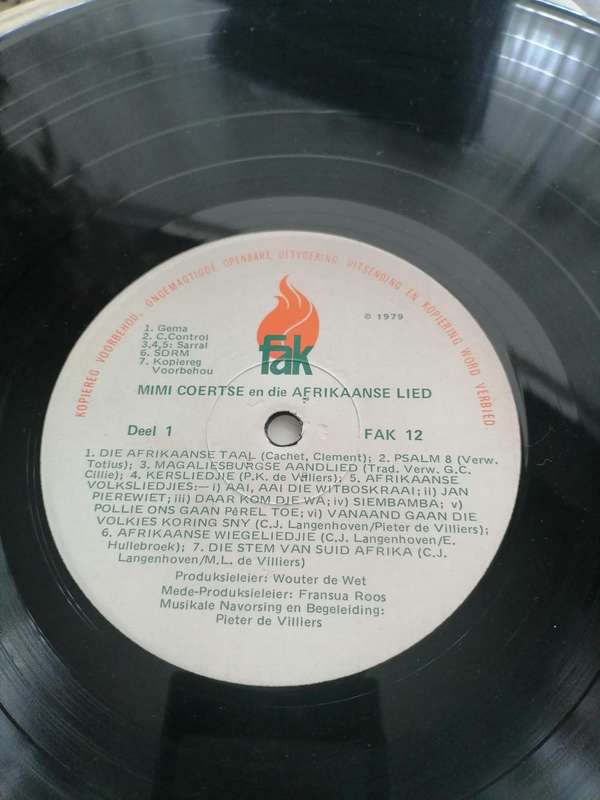 KOPIEREG VOORBEHOU, ONGEMAGTIGDE OPENBARE UITVOERING UITSENDING EN KOPIERING WORD VERBIED
1. Gema
2. C.Control
3,4,5: Sarral
6. SDRM
7. Kopiereg
Voorbehou
fak
© 1979
MIMI COERTSE en die AFRIKAANSE LIED
Deel 1
FAK 12
1. DIE AFRIKAANSE TAAL (Cachet, Clement); 2. PSALM 8 (Verw.
Totius); 3. MAGALIESBURGSE AANDLIED (Trad. Verw. G.C.
Cillie); 4. KERSLIEDJIE (P.K. de Villiers); 5. AFRIKAANSE
VOLKSLIEDJIES:— i) AAI, AAI DIE WITBOSKRAAI; ii) JAN
PIEREWIET; iii) DAAR KOM DIE WA; iv) SIEMBAMBA; v)
POLLIE ONS GAAN PêREL TOE; vi) VANAAND GAAN DIE
VOLKIES KORING SNY (C.J. Langenhoven/Pieter de Villiers);
6. AFRIKAANSE WIEGELIEDJIE (C.J. Langenhoven/E.
Hullebroek); 7. DIE STEM VAN SUID AFRIKA (C.J.
Langenhoven/M.L. de Villiers)
Produksieleier: Wouter de Wet
Mede-Produksieleier: Fransua Roos
Musikale Navorsing en Begeleiding:
Pieter de Villiers